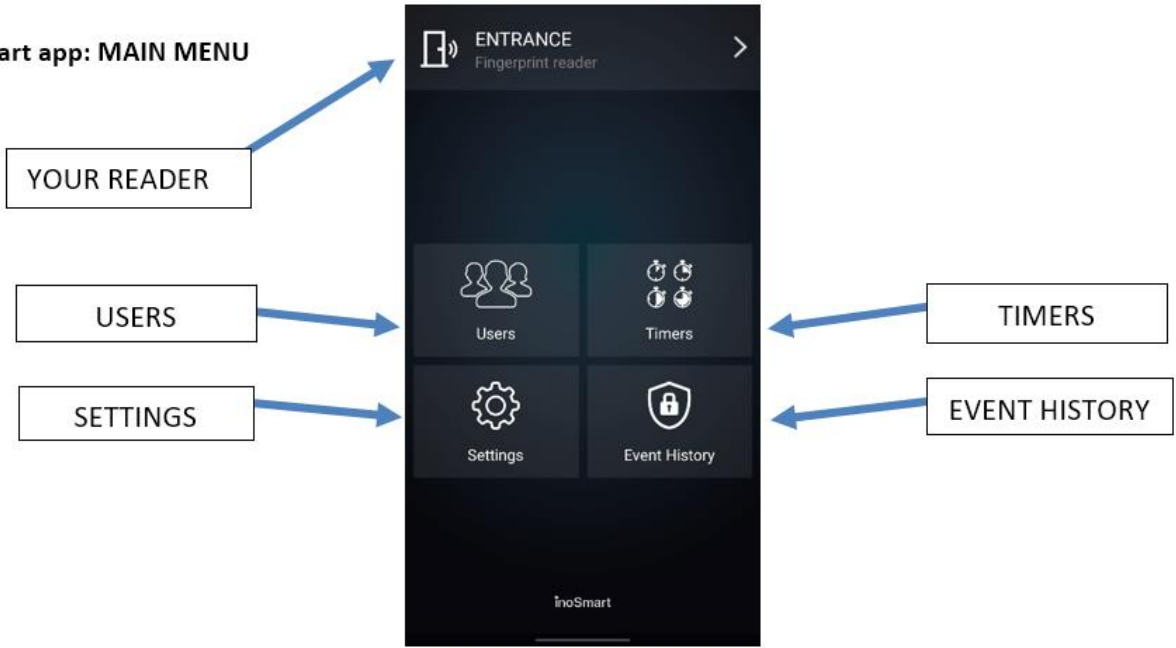 art app: MAIN MENU
ENTRANCE
Fingerprint reader
YOUR READER
USERS
Users
Timers
TIMERS
SETTINGS
Settings
Event History
EVENT HISTORY
inoSmart